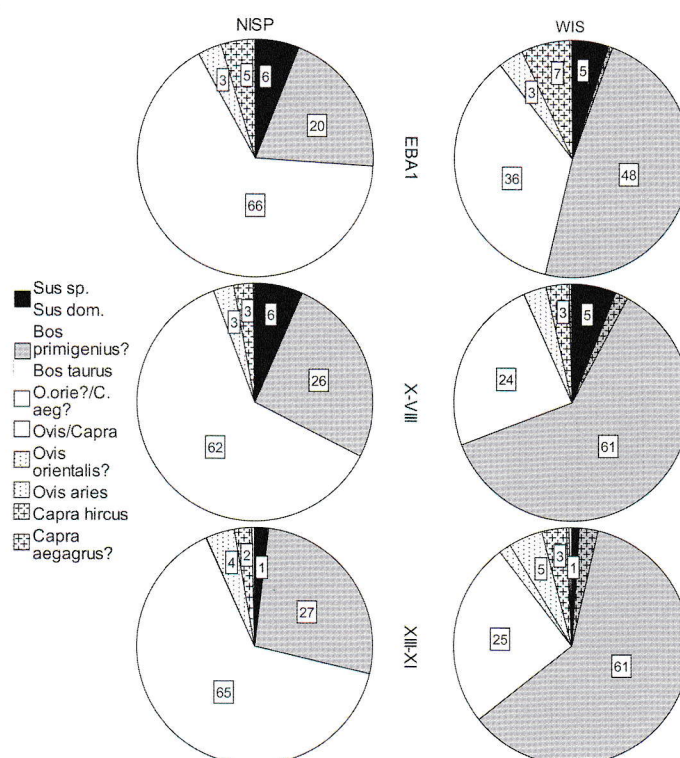 NISP
WIS
6
20
66
3
5
EBA1
5
48
36
3
7
Sus sp.
Sus dom.
Bos
primigenius?
Bos taurus
O.orie?/C.
aeg?
Ovis/Capra
Ovis
orientalis?
Ovis aries
Capra hircus
Capra
aegagrus?
6
26
62
3
3
X-VIII
5
61
24
3
1
27
65
4
2
XIII-XI
1
61
25
5
3